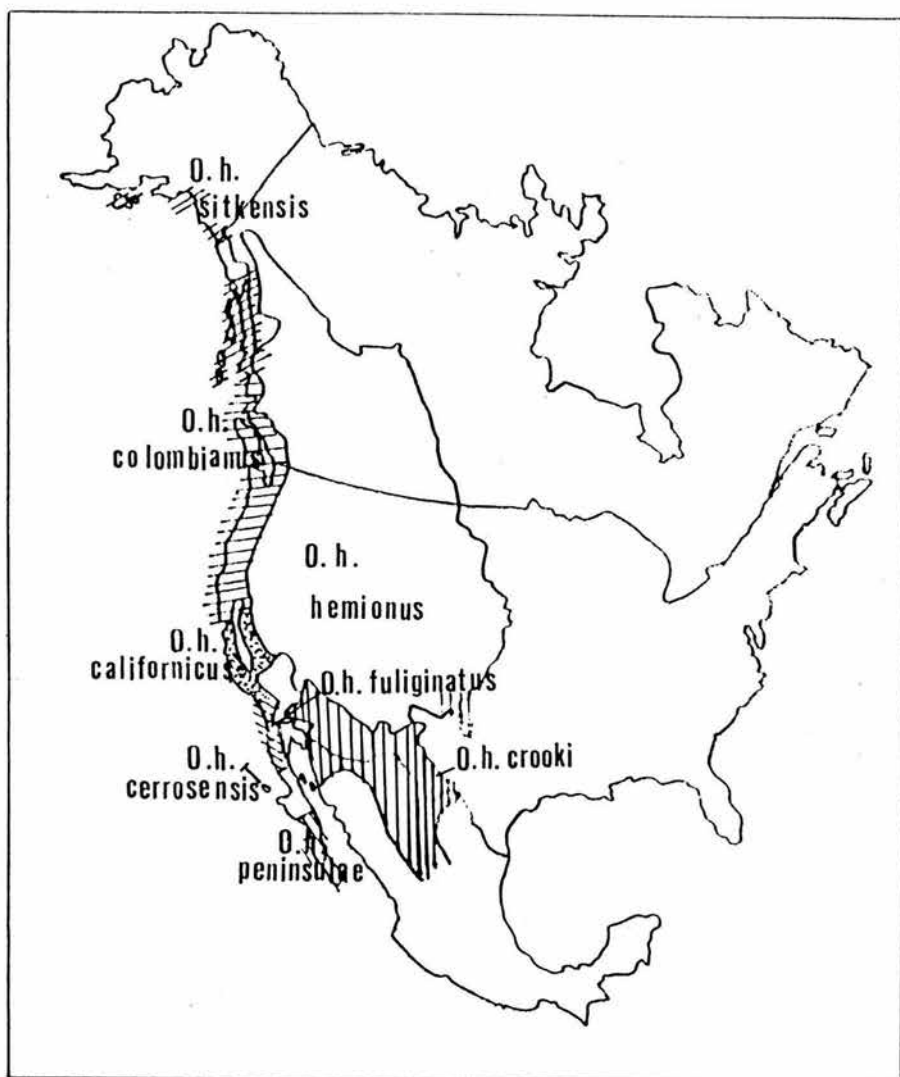 O.h.
sitkensis
O.h.
colombianus
O.h.
hemionus
O.h.
californicus
O.h. fuliginatus
O.h. crooki
O.h.
cerrosensis
O.h.
peninsulae